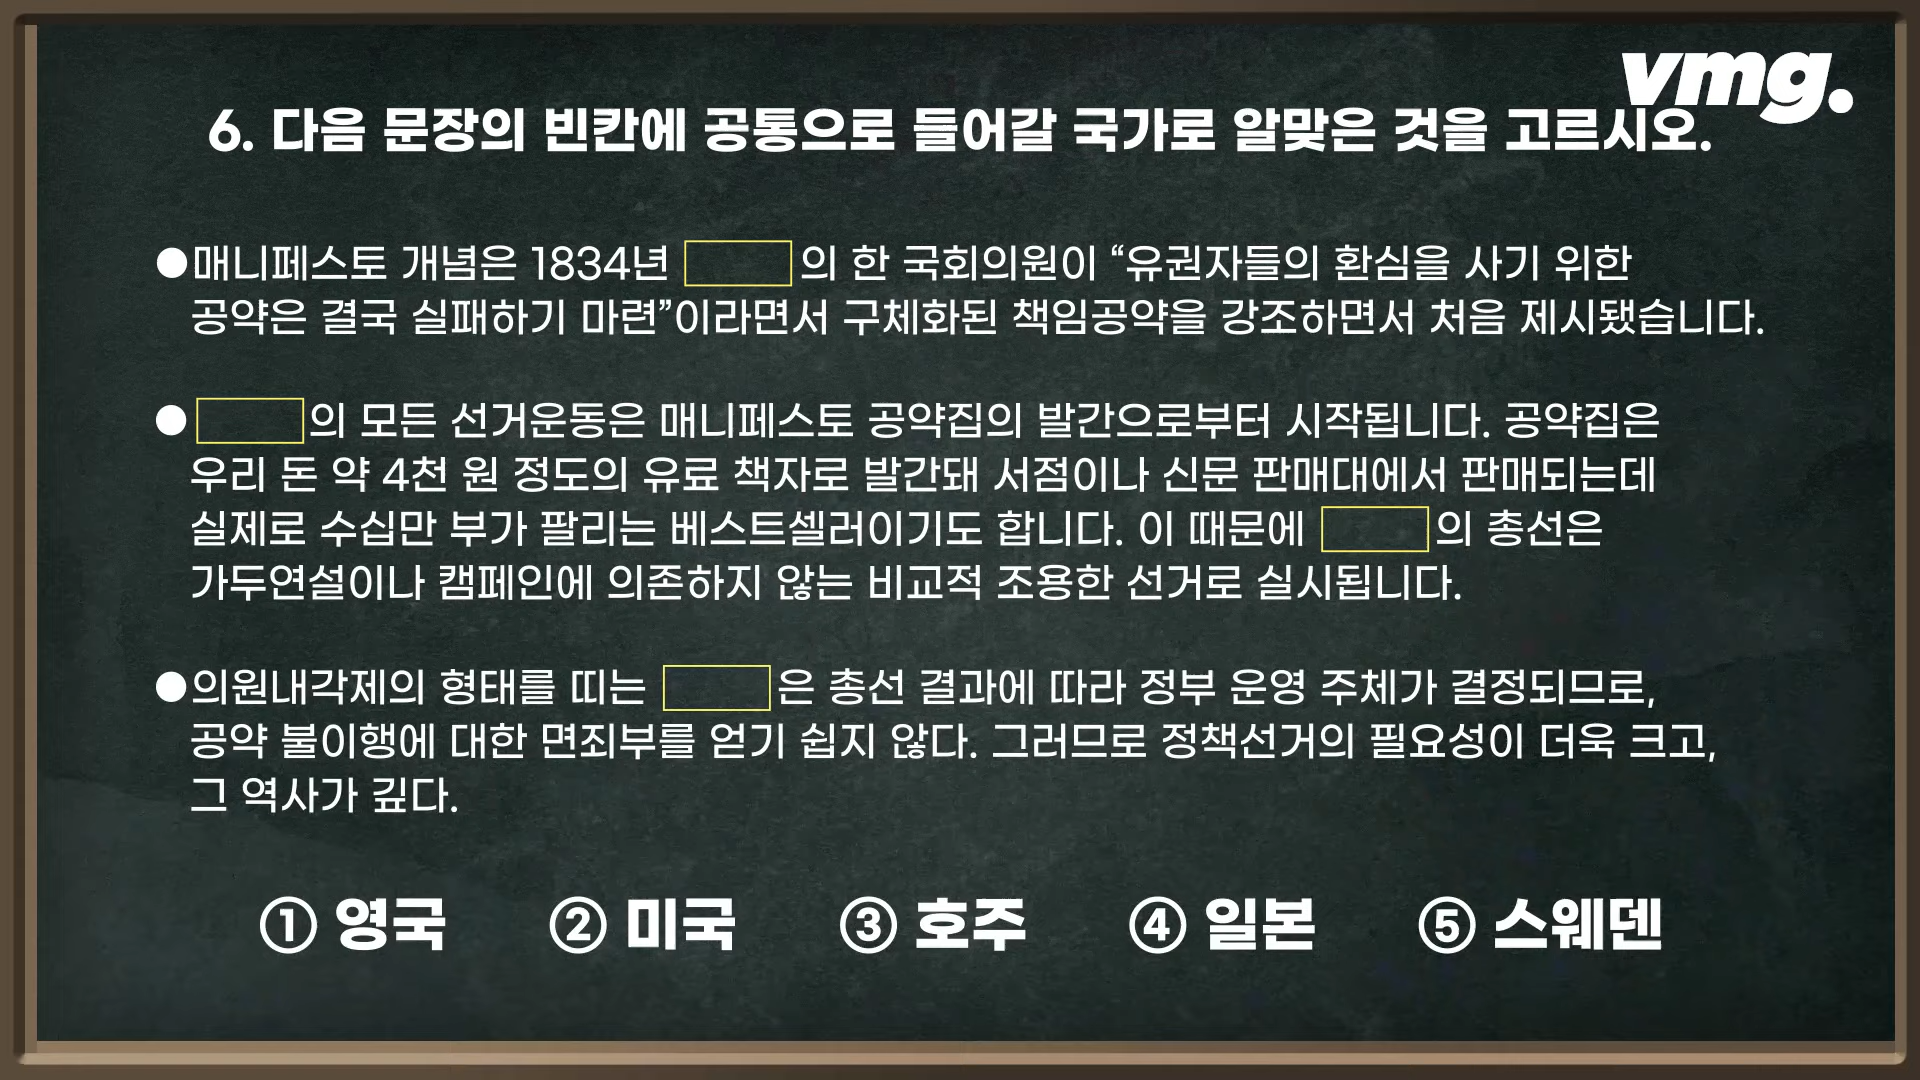 vmg.
6. 다음 문장의 빈칸에 공통으로 들어갈 국가로 알맞은 것을 고르시오.
●매니페스토 개념은 1834년 의 한 국회의원이 “유권자들의 환심을 사기 위한
공약은 결국 실패하기 마련”이라면서 구체화된 책임공약을 강조하면서 처음 제시됐습니다.
● 의 모든 선거운동은 매니페스토 공약집의 발간으로부터 시작됩니다. 공약집은
우리 돈 약 4천 원 정도의 유료 책자로 발간돼 서점이나 신문 판매대에서 판매되는데
실제로 수십만 부가 팔리는 베스트셀러이기도 합니다. 이 때문에 의 총선은
가두연설이나 캠페인에 의존하지 않는 비교적 조용한 선거로 실시됩니다.
●의원내각제의 형태를 띠는 은 총선 결과에 따라 정부 운영 주체가 결정되므로,
공약 불이행에 대한 면죄부를 얻기 쉽지 않다. 그러므로 정책선거의 필요성이 더욱 크고,
그 역사가 깊다.
① 영국 ② 미국 ③ 호주 ④ 일본 ⑤ 스웨덴